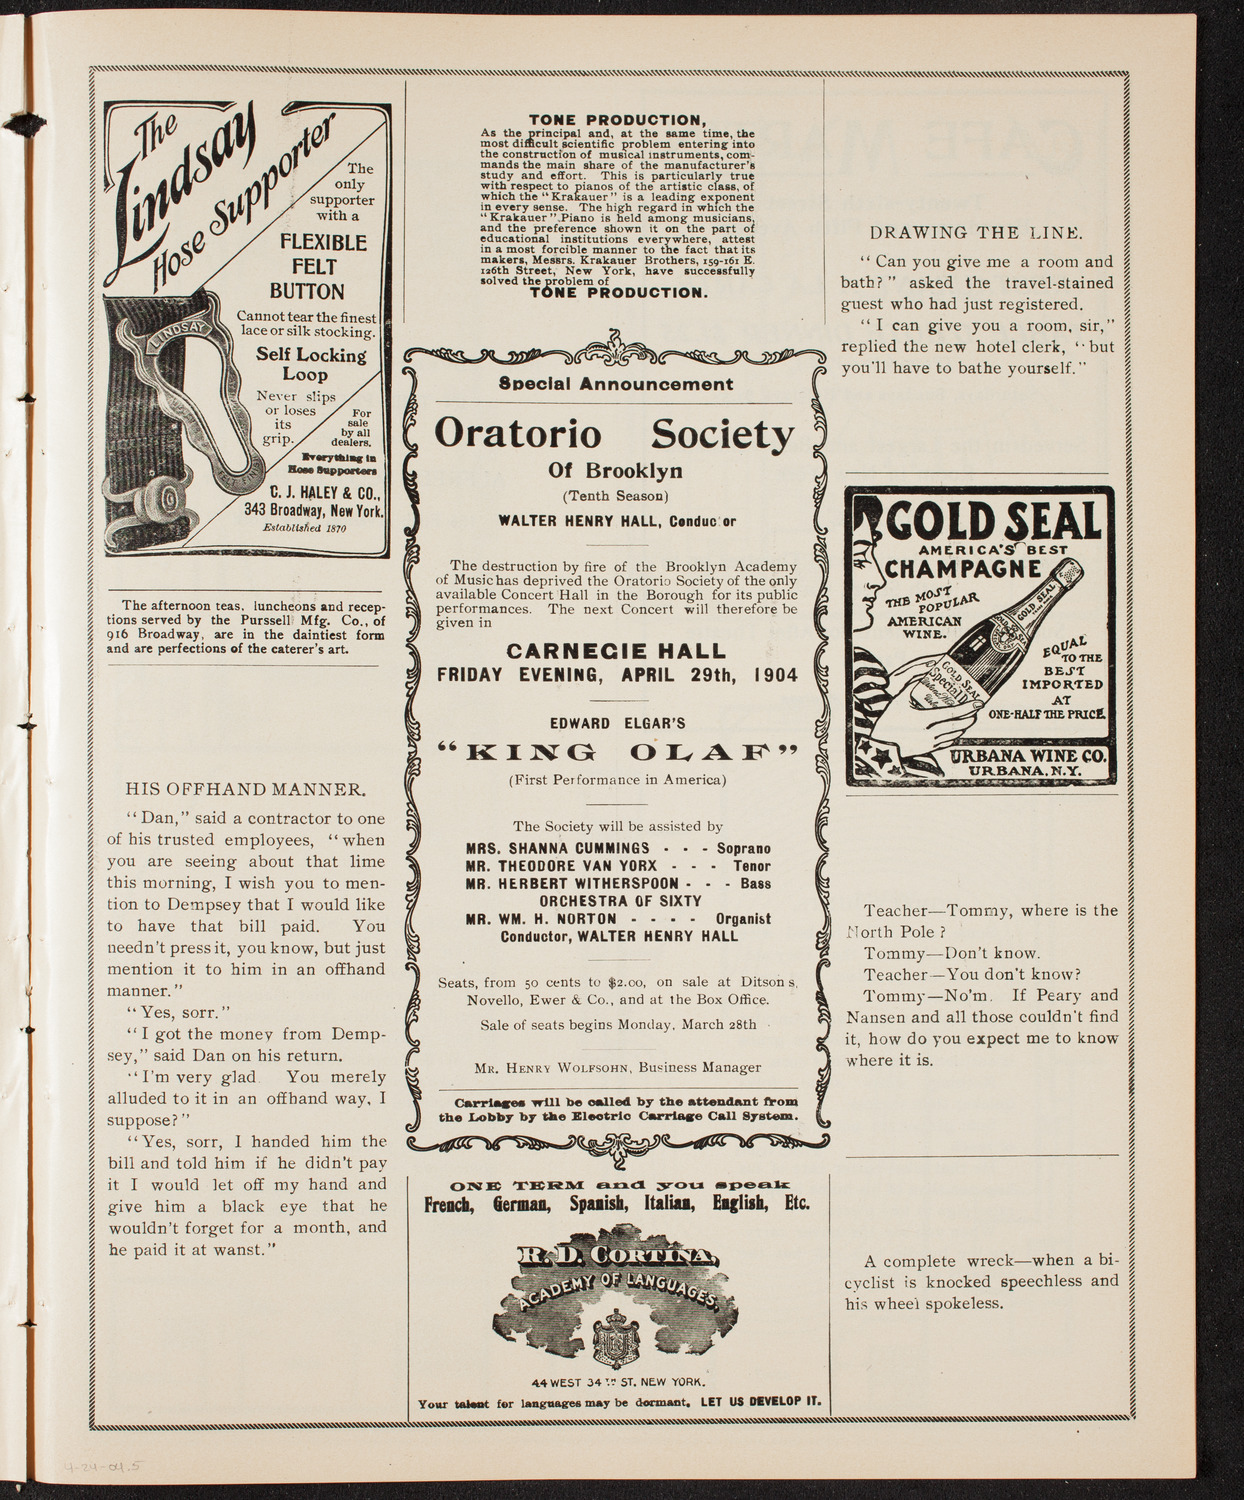 The
Lindsay
Hose Supporter
The
only
supporter
with a
FLEXIBLE
FELT
BUTTON
Cannot tear the finest
lace or silk stocking.
Self Locking
Loop
Never slips
or loses
its
grip.
For
sale
by all
dealers.
Everything in
Hose Supporters
C. J. HALEY & CO.,
343 Broadway, New York.
Established 1870
LINDSAY
The afternoon teas, luncheons and recep-
tions served by the Purssell Mfg. Co., of
916 Broadway, are in the daintiest form
and are perfections of the caterer's art.
HIS OFFHAND MANNER.
"Dan," said a contractor to one
of his trusted employees, "when
you are seeing about that lime
this morning, I wish you to men-
tion to Dempsey that I would like
to have that bill paid. You
needn't press it, you know, but just
mention it to him in an offhand
manner."
"Yes, sorr."
"I got the money from Demp-
sey," said Dan on his return.
"I'm very glad You merely
alluded to it in an offhand way, I
suppose?"
"Yes, sorr, I handed him the
bill and told him if he didn't pay
it I would let off my hand and
give him a black eye that he
wouldn't forget for a month, and
he paid it at wanst."
TONE PRODUCTION,
As the principal and, at the same time, the
most difficult scientific problem entering into
the construction of musical instruments, com-
mands the main share of the manufacturer's
study and effort. This is particularly true
with respect to pianos of the artistic class, of
which the "Krakauer" is a leading exponent
in every sense. The high regard in which the
"Krakauer" Piano is held among musicians,
and the preference shown it on the part of
educational institutions everywhere, attest
in a most forcible manner to the fact that its
makers, Messrs. Krakauer Brothers, 159-161 E.
126th Street, New York, have successfully
solved the problem of
TONE PRODUCTION.
Special Announcement
Oratorio Society
Of Brooklyn
(Tenth Season)
WALTER HENRY HALL, Conduc or
The destruction by fire of the Brooklyn Academy
of Music has deprived the Oratorio Society of the only
available Concert Hall in the Borough for its public
performances. The next Concert will therefore be
given in
CARNEGIE HALL
FRIDAY EVENING, APRIL 29th, 1904
EDWARD ELGAR'S
"KING OLAF"
(First Performance in America)
The Society will be assisted by
MRS. SHANNA CUMMINGS - - - Soprano
MR. THEODORE VAN YORX - - - Tenor
MR. HERBERT WITHERSPOON - - - Bass
ORCHESTRA OF SIXTY
MR. WM. H. NORTON - - - - Organist
Conductor, WALTER HENRY HALL
Seats, from 50 cents to $2.00, on sale at Ditson s,
Novello, Ewer & Co., and at the Box Office.
Sale of seats begins Monday, March 28th
MR. HENRY WOLFSOHN, Business Manager
Carriages will be called by the attendant from
the Lobby by the Electric Carriage Call System.
ONE TERM and you speak
French, German, Spanish, Italian, English, Etc.
R. D. CORTINA,
ACADEMY OF LANGUAGES,
44 WEST 34TH ST. NEW YORK.
Your talent for languages may be dormant, LET US DEVELOP IT.
DRAWING THE LINE.
"Can you give me a room and
bath?" asked the travel-stained
guest who had just registered.
"I can give you a room, sir,"
replied the new hotel clerk, "but
you'll have to bathe yourself."
GOLD SEAL
AMERICA'S BEST
CHAMPAGNE
THE MOST
POPULAR
AMERICAN
WINE.
GOLD SEAL
GOLD SEAL
Special Dry
EQUAL
TO THE
BEST
IMPORTED
AT
ONE-HALF THE PRICE
URBANA WINE CO.
URBANA, N.Y.
Teacher—Tommy, where is the
North Pole?
Tommy—Don't know.
Teacher—You don't know?
Tommy—No'm. If Peary and
Nansen and all those couldn't find
it, how do you expect me to know
where it is.
A complete wreck—when a bi-
cyclist is knocked speechless and
his wheel spokeless.
4-24-04.5